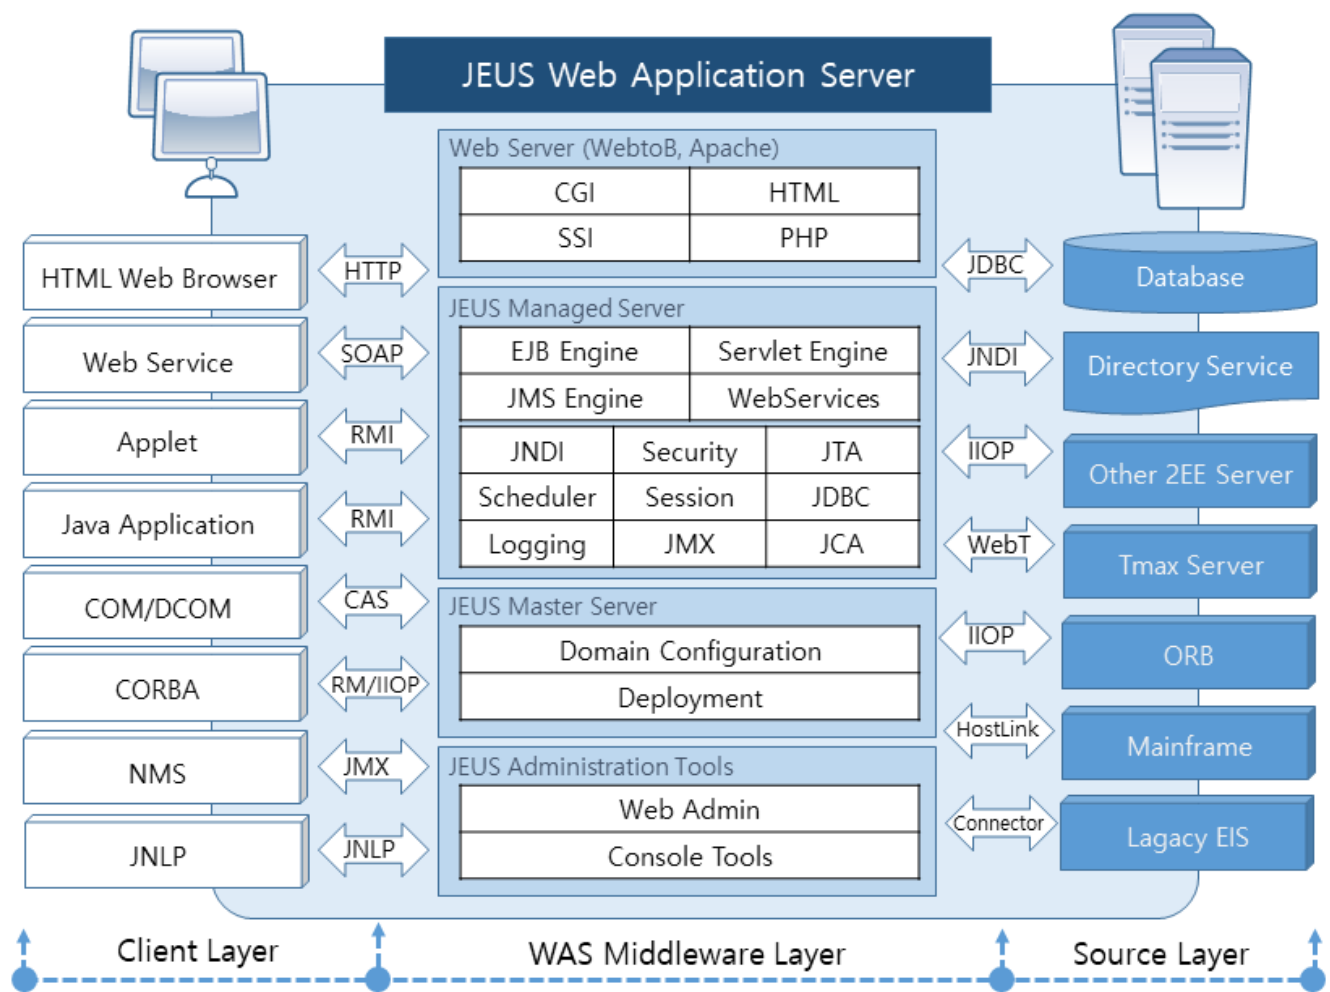 JEUS Web Application Server
Web Server (WebtoB, Apache)
CGI HTML
SSI PHP
HTML Web Browser
HTTP
JDBC
Database
JEUS Managed Server
EJB Engine Servlet Engine
JMS Engine WebServices
JNDI Security JTA
Scheduler Session JDBC
Logging JMX JCA
Web Service
SOAP
JNDI
Directory Service
Applet
RMI
IIOP
Other 2EE Server
Java Application
RMI
WebT
Tmax Server
COM/DCOM
CAS
JEUS Master Server
Domain Configuration
Deployment
IIOP
ORB
CORBA
RM/IIOP
HostLink
Mainframe
NMS
JMX
JEUS Administration Tools
Web Admin
Console Tools
Connector
Lagacy EIS
JNLP
JNLP
Client Layer
WAS Middleware Layer
Source Layer